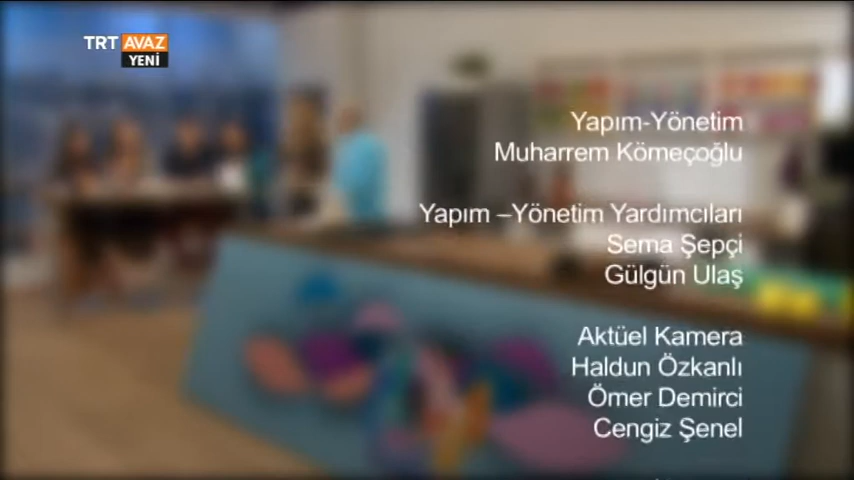 TRT AVAZ
YENİ
Yapım-Yönetim
Muharrem Kömeçoğlu
Yapım –Yönetim Yardımcıları
Sema Şepçi
Gülgün Ulaş
Aktüel Kamera
Haldun Özkanlı
Ömer Demirci
Cengiz Şenel